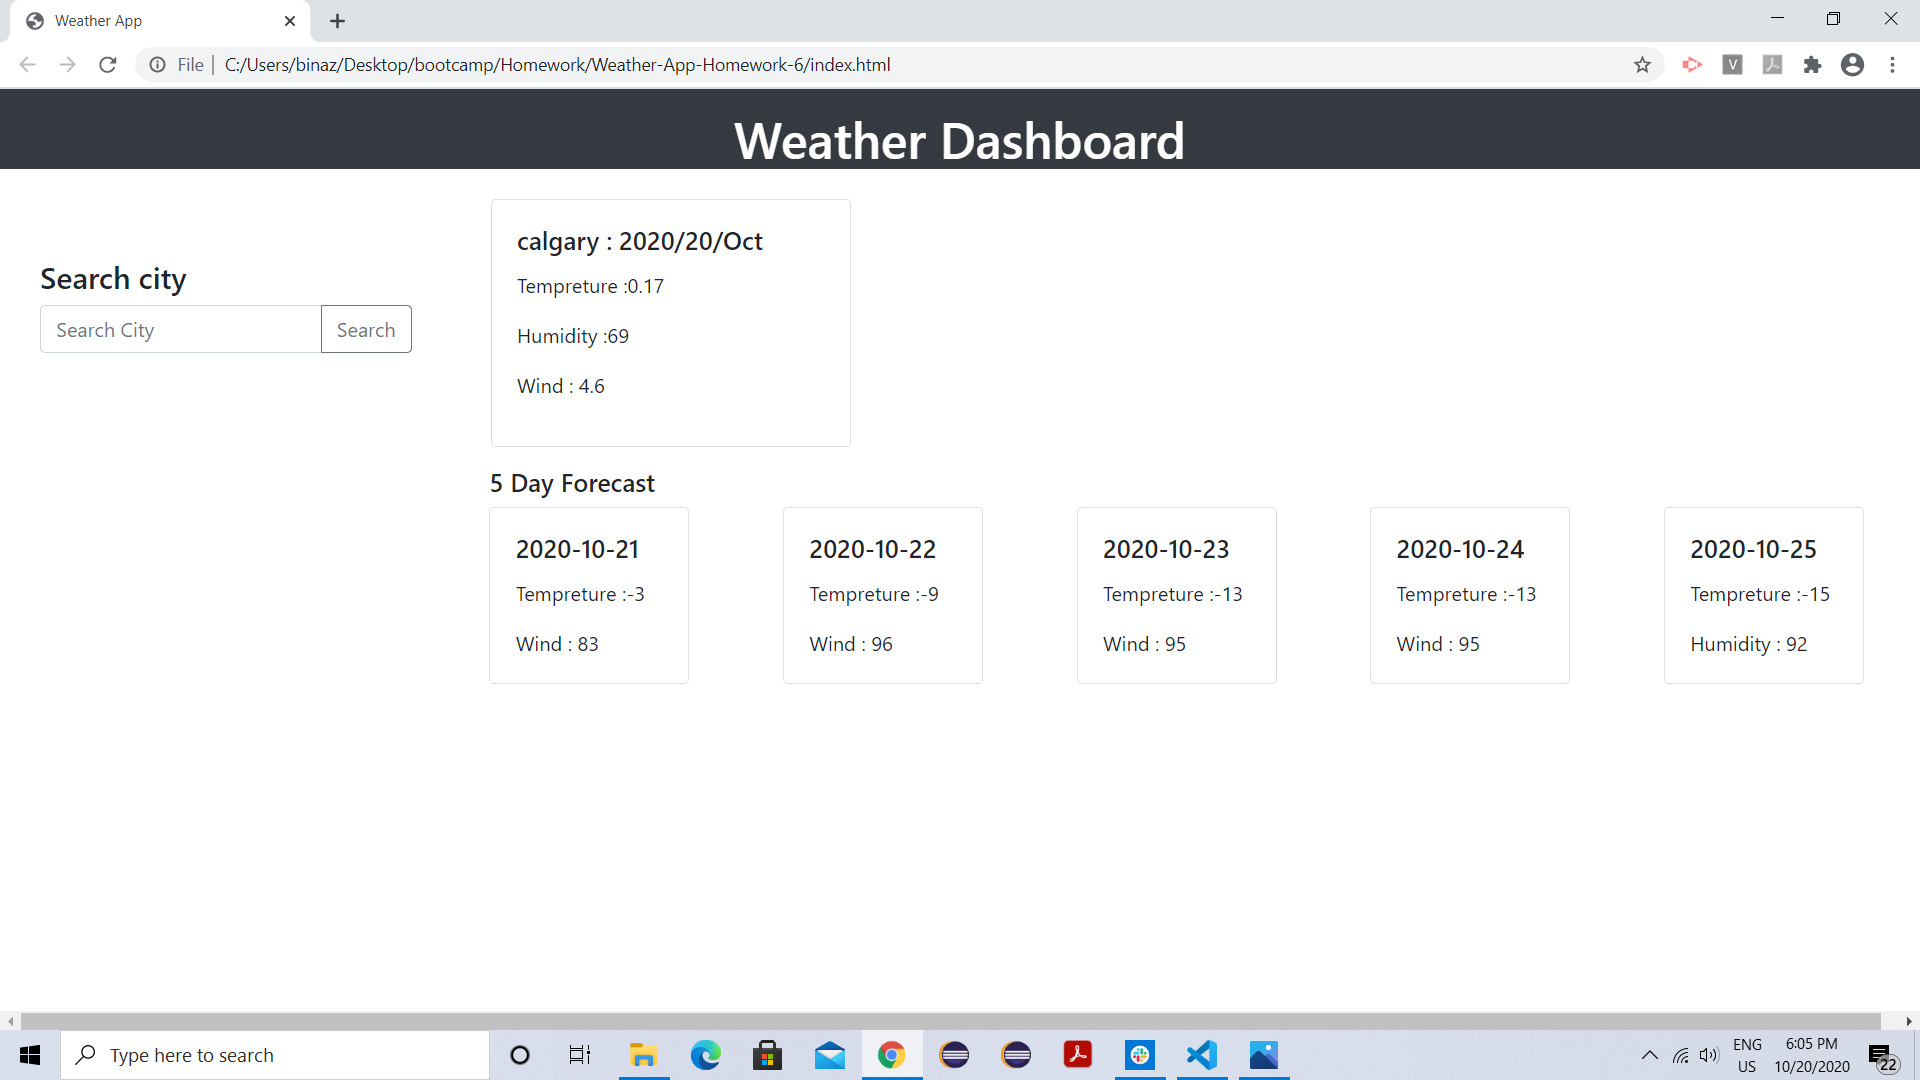 Weather App
File | C:/Users/binaz/Desktop/bootcamp/Homework/Weather-App-Homework-6/index.html
V
Weather Dashboard
Search city
Search City
Search
calgary : 2020/20/Oct
Tempreture :0.17
Humidity :69
Wind : 4.6
5 Day Forecast
2020-10-21
Tempreture :-3
Wind : 83
2020-10-22
Tempreture :-9
Wind : 96
2020-10-23
Tempreture :-13
Wind : 95
2020-10-24
Tempreture :-13
Wind : 95
2020-10-25
Tempreture :-15
Humidity : 92
Type here to search
ENG
US
6:05 PM
10/20/2020
22